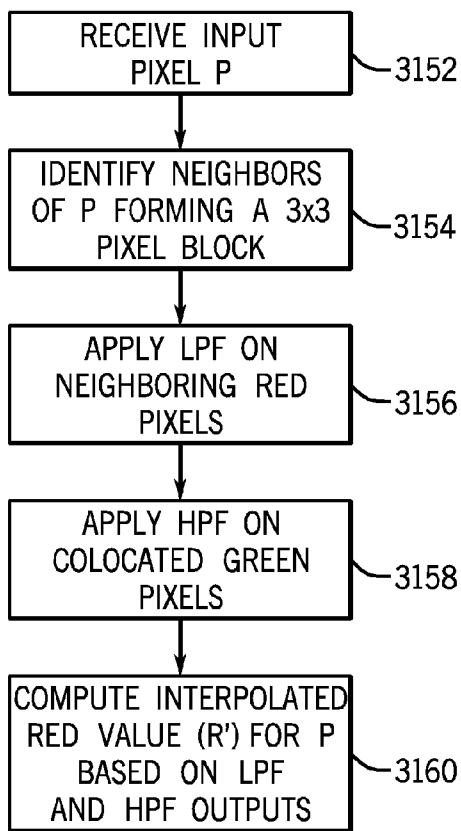 RECEIVE INPUT
PIXEL P
3152
IDENTIFY NEIGHBORS
OF P FORMING A 3x3
PIXEL BLOCK
3154
APPLY LPF ON
NEIGHBORING RED
PIXELS
3156
APPLY HPF ON
COLOCATED GREEN
PIXELS
3158
COMPUTE INTERPOLATED
RED VALUE (R') FOR P
BASED ON LPF
AND HPF OUTPUTS
3160